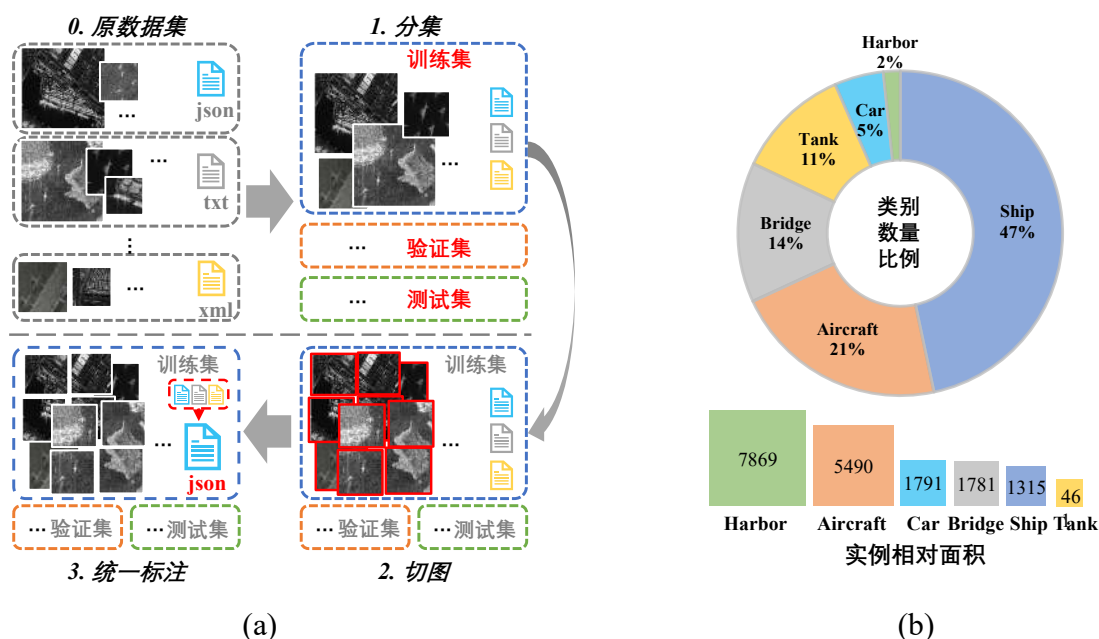 0. 原数据集
json
...
...
txt
...
...
xml
1. 分集
训练集
...
... 验证集
... 测试集
训练集
...
json
... 验证集
... 测试集
3. 统一标注
训练集
...
... 验证集
... 测试集
2. 切图
(a)
Harbor
2%
Car
5%
Tank
11%
Bridge
14%
Aircraft
21%
Ship
47%
类别
数量
比例
7869
5490
1791
1781
1315
46
1
Harbor
Aircraft
Car
Bridge
Ship
Tank
实例相对面积
(b)